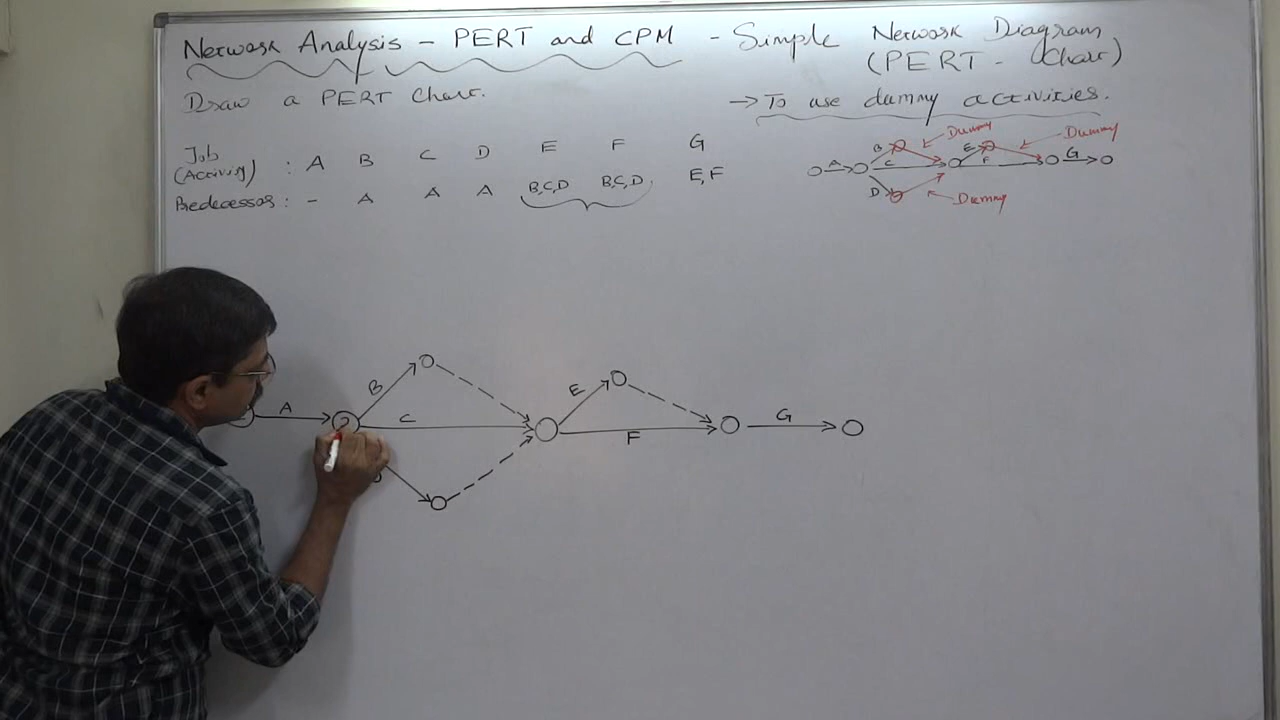 Network Analysis - PERT and CPM - Simple Network Diagram
(PERT - Chart)
Draw a PERT Chart.
→ To use dummy activities.
Job
(Activity) : A B C D E F G
Predecessor : - A A A B,C,D B,C,D E,F
A B C D E F G
Dummy Dummy Dummy
A 2 B C D E F G